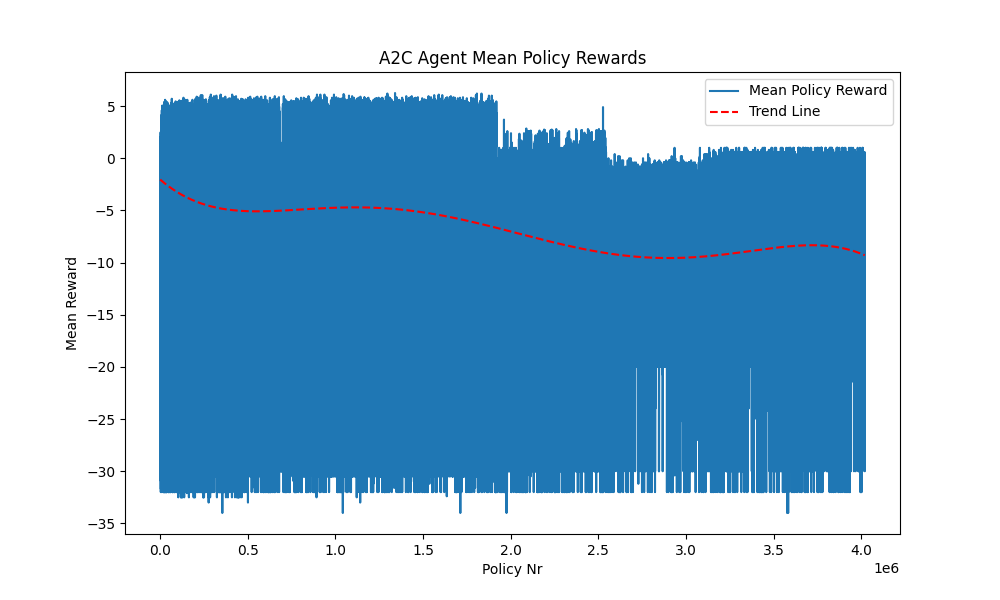 A2C Agent Mean Policy Rewards
Mean Policy Reward
Trend Line
Mean Reward
5
0
−5
−10
−15
−20
−25
−30
−35
0.0 0.5 1.0 1.5 2.0 2.5 3.0 3.5 4.0
1e6
Policy Nr